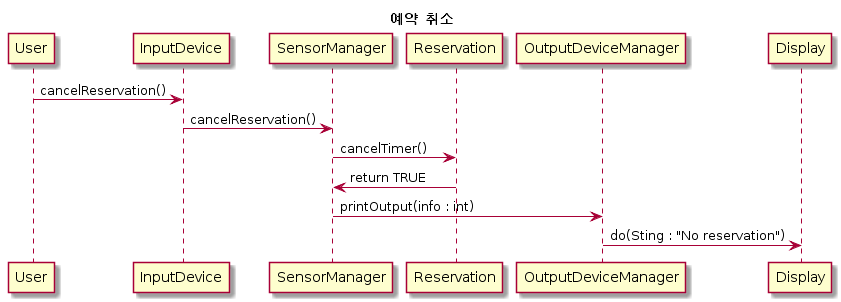 예약 취소
User InputDevice SensorManager Reservation OutputDeviceManager Display
cancelReservation()
cancelReservation()
cancelTimer()
return TRUE
printOutput(info : int)
do(Sting : "No reservation")
User InputDevice SensorManager Reservation OutputDeviceManager Display